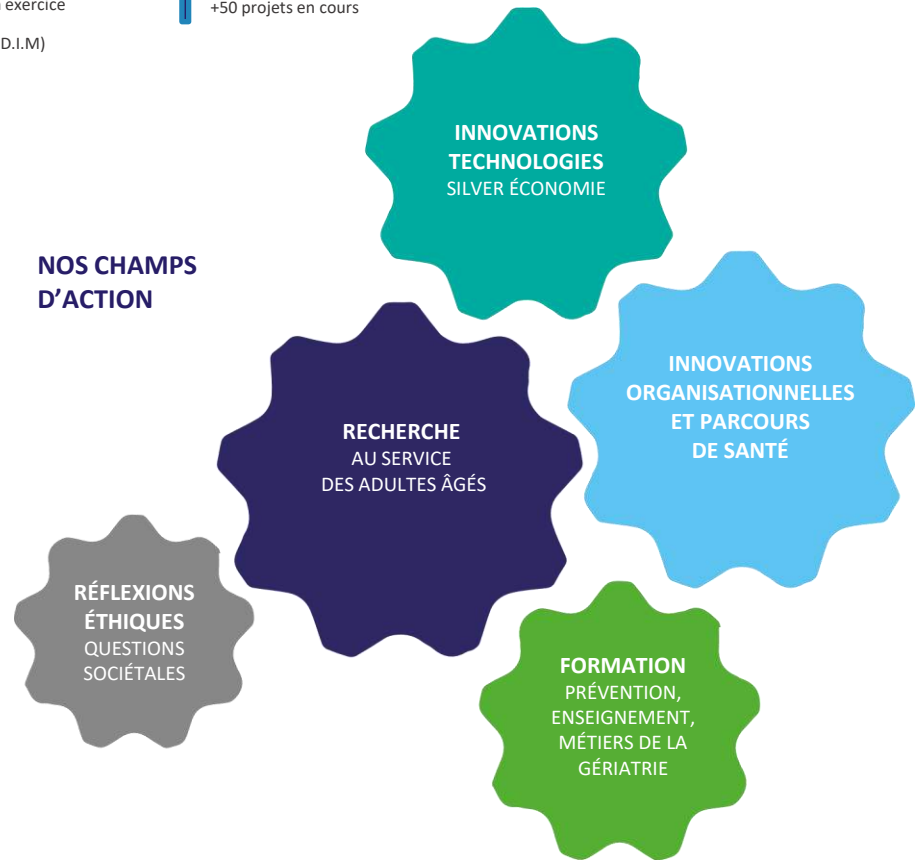 exercice
+50 projets en cours
D.I.M)
INNOVATIONS
TECHNOLOGIES
SILVER ÉCONOMIE
NOS CHAMPS
D’ACTION
INNOVATIONS
ORGANISATIONNELLES
ET PARCOURS
DE SANTÉ
RECHERCHE
AU SERVICE
DES ADULTES ÂGÉS
RÉFLEXIONS
ÉTHIQUES
QUESTIONS
SOCIÉTALES
FORMATION
PRÉVENTION,
ENSEIGNEMENT,
MÉTIERS DE LA
GÉRIATRIE